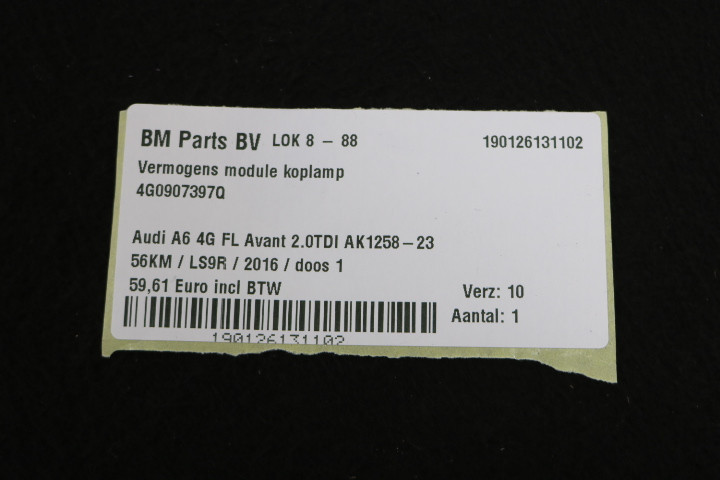 BM Parts BV LOK 8 – 88 190126131102
Vermogens module koplamp
4G0907397Q
Audi A6 4G FL Avant 2.0TDI AK1258–23
56KM / LS9R / 2016 / doos 1
59,61 Euro incl BTW Verz: 10
Aantal: 1
190126131102